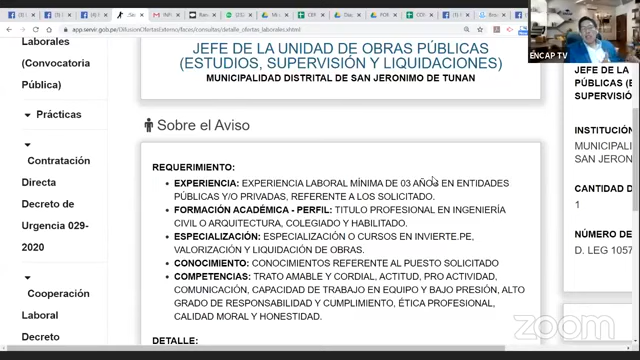 app.servir.gob.pe/DifusionOfertasExterno/faces/consultas/detalle_ofertas_laborales.xhtml
Laborales
(Convocatoria
Pública)
Prácticas
Contratación
Directa
Decreto de
Urgencia 029-
2020
Cooperación
Laboral
Decreto
JEFE DE LA UNIDAD DE OBRAS PÚBLICAS
(ESTUDIOS, SUPERVISIÓN Y LIQUIDACIONES)
MUNICIPALIDAD DISTRITAL DE SAN JERONIMO DE TUNAN
Sobre el Aviso
REQUERIMIENTO:
EXPERIENCIA: EXPERIENCIA LABORAL MÍNIMA DE 03 AÑOS EN ENTIDADES
PÚBLICAS Y/O PRIVADAS, REFERENTE A LOS SOLICITADO.
FORMACIÓN ACADÉMICA - PERFIL: TITULO PROFESIONAL EN INGENIERÍA
CIVIL O ARQUITECTURA, COLEGIADO Y HABILITADO.
ESPECIALIZACIÓN: ESPECIALIZACIÓN O CURSOS EN INVIERTE.PE,
VALORIZACIÓN Y LIQUIDACIÓN DE OBRAS.
CONOCIMIENTO: CONOCIMIENTOS REFERENTE AL PUESTO SOLICITADO
COMPETENCIAS: TRATO AMABLE Y CORDIAL, ACTITUD, PRO ACTIVIDAD,
COMUNICACIÓN, CAPACIDAD DE TRABAJO EN EQUIPO Y BAJO PRESIÓN, ALTO
GRADO DE RESPONSABILIDAD Y CUMPLIMIENTO, ÉTICA PROFESIONAL,
CALIDAD MORAL Y HONESTIDAD.
DETALLE:
ENCAP TV
JEFE DE LA U
PÚBLICAS (E
SUPERVISIÓ
INSTITUCIÓN
MUNICIPALI
SAN JERON
CANTIDAD D
1
NÚMERO DE
D. LEG 1057
zoom